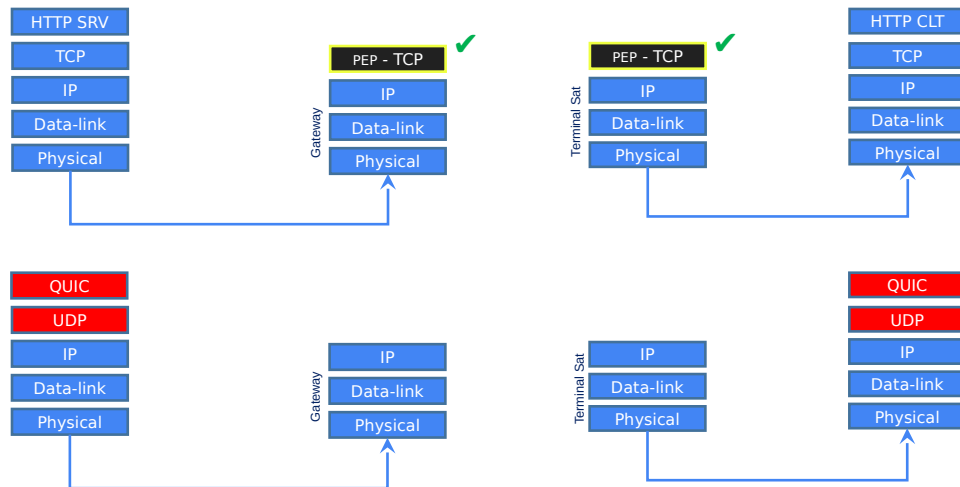 HTTP SRV
TCP
IP
Data-link
Physical
PEP - TCP
IP
Data-link
Physical
Gateway
PEP - TCP
IP
Data-link
Physical
Terminal Sat
HTTP CLT
TCP
IP
Data-link
Physical
QUIC
UDP
IP
Data-link
Physical
IP
Data-link
Physical
Gateway
IP
Data-link
Physical
Terminal Sat
QUIC
UDP
IP
Data-link
Physical